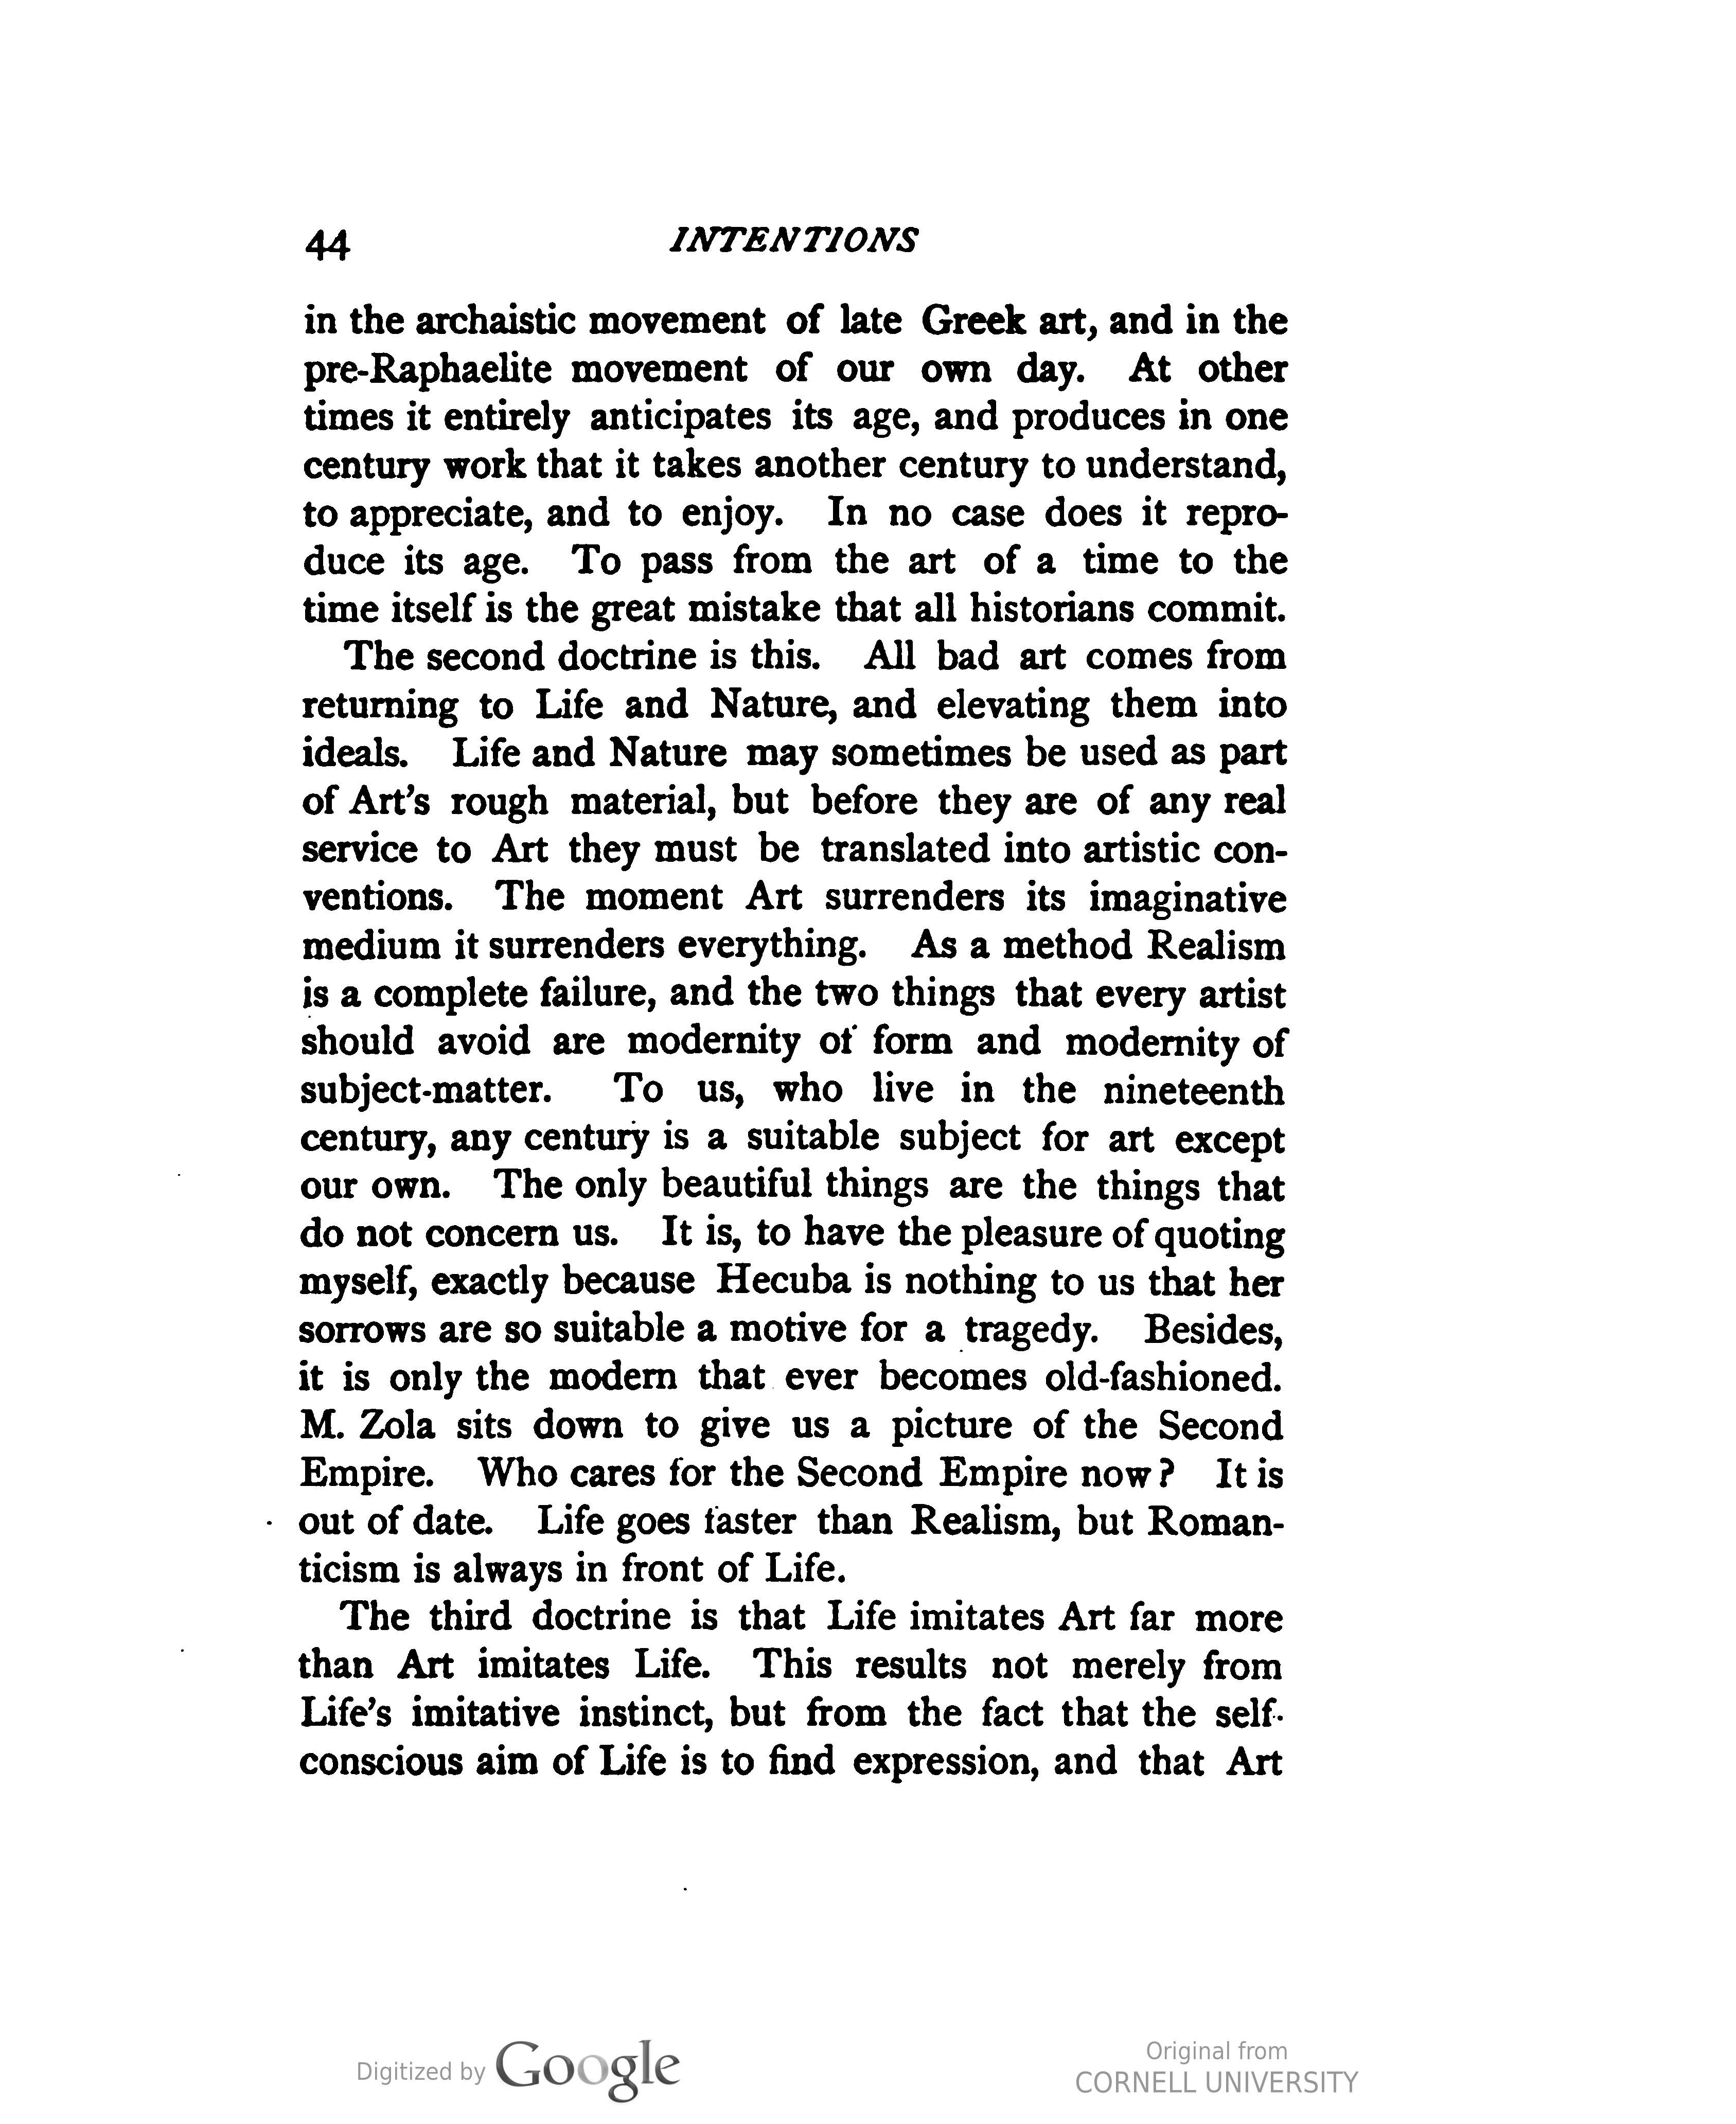 44 INTENTIONS
in the archaistic movement of late Greek art, and in the
pre-Raphaelite movement of our own day. At other
times it entirely anticipates its age, and produces in one
century work that it takes another century to understand,
to appreciate, and to enjoy. In no case does it repro-
duce its age. To pass from the art of a time to the
time itself is the great mistake that all historians commit.
The second doctrine is this. All bad art comes from
returning to Life and Nature, and elevating them into
ideals. Life and Nature may sometimes be used as part
of Art's rough material, but before they are of any real
service to Art they must be translated into artistic con-
ventions. The moment Art surrenders its imaginative
medium it surrenders everything. As a method Realism
is a complete failure, and the two things that every artist
should avoid are modernity of form and modernity of
subject-matter. To us, who live in the nineteenth
century, any century is a suitable subject for art except
our own. The only beautiful things are the things that
do not concern us. It is, to have the pleasure of quoting
myself, exactly because Hecuba is nothing to us that her
sorrows are so suitable a motive for a tragedy. Besides,
it is only the modern that ever becomes old-fashioned.
M. Zola sits down to give us a picture of the Second
Empire. Who cares for the Second Empire now? It is
out of date. Life goes faster than Realism, but Roman-
ticism is always in front of Life.
The third doctrine is that Life imitates Art far more
than Art imitates Life. This results not merely from
Life's imitative instinct, but from the fact that the self-
conscious aim of Life is to find expression, and that Art
Digitized by Google
Original from
CORNELL UNIVERSITY